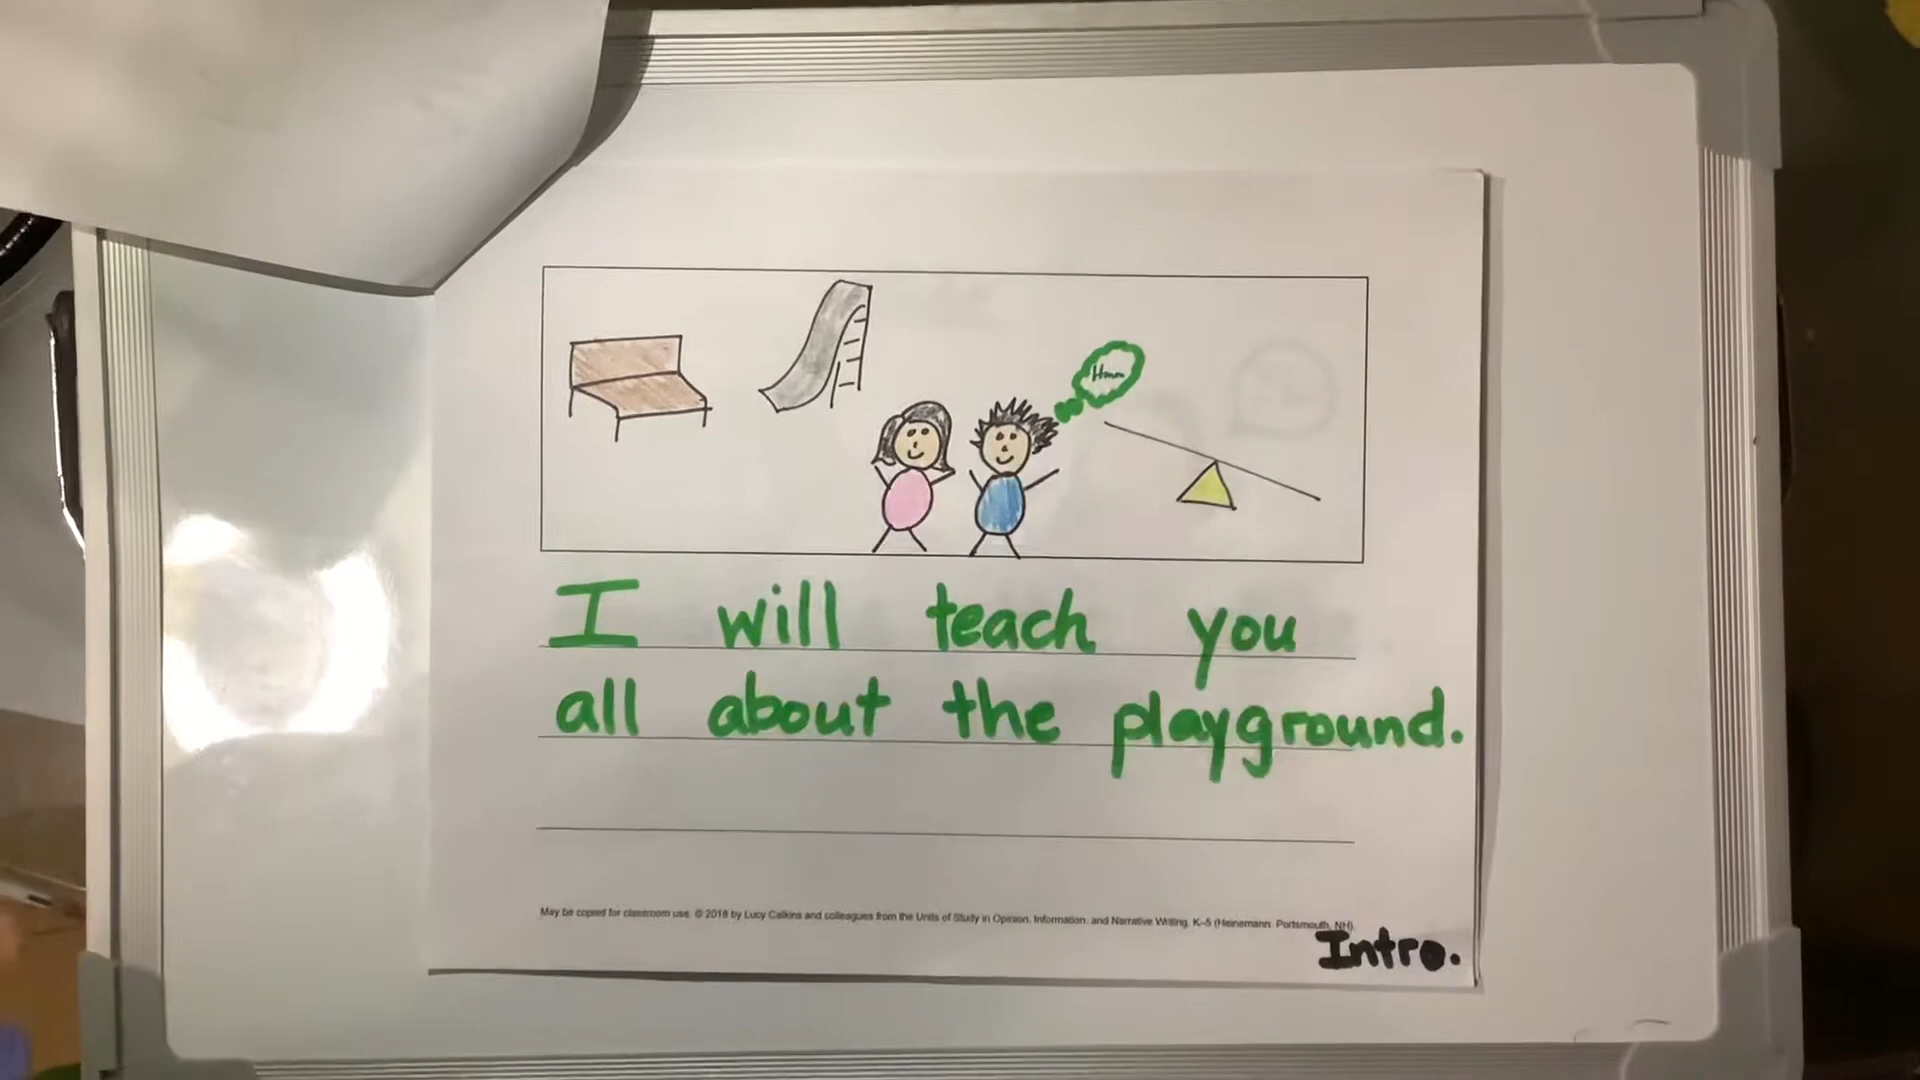 Hmm
I will teach you
all about the playground.
May be copied for classroom use. © 2018 by Lucy Calkins and colleagues from the Units of Study in Opinion, Information, and Narrative Writing, K–5 (Heinemann: Portsmouth, NH).
Intro.